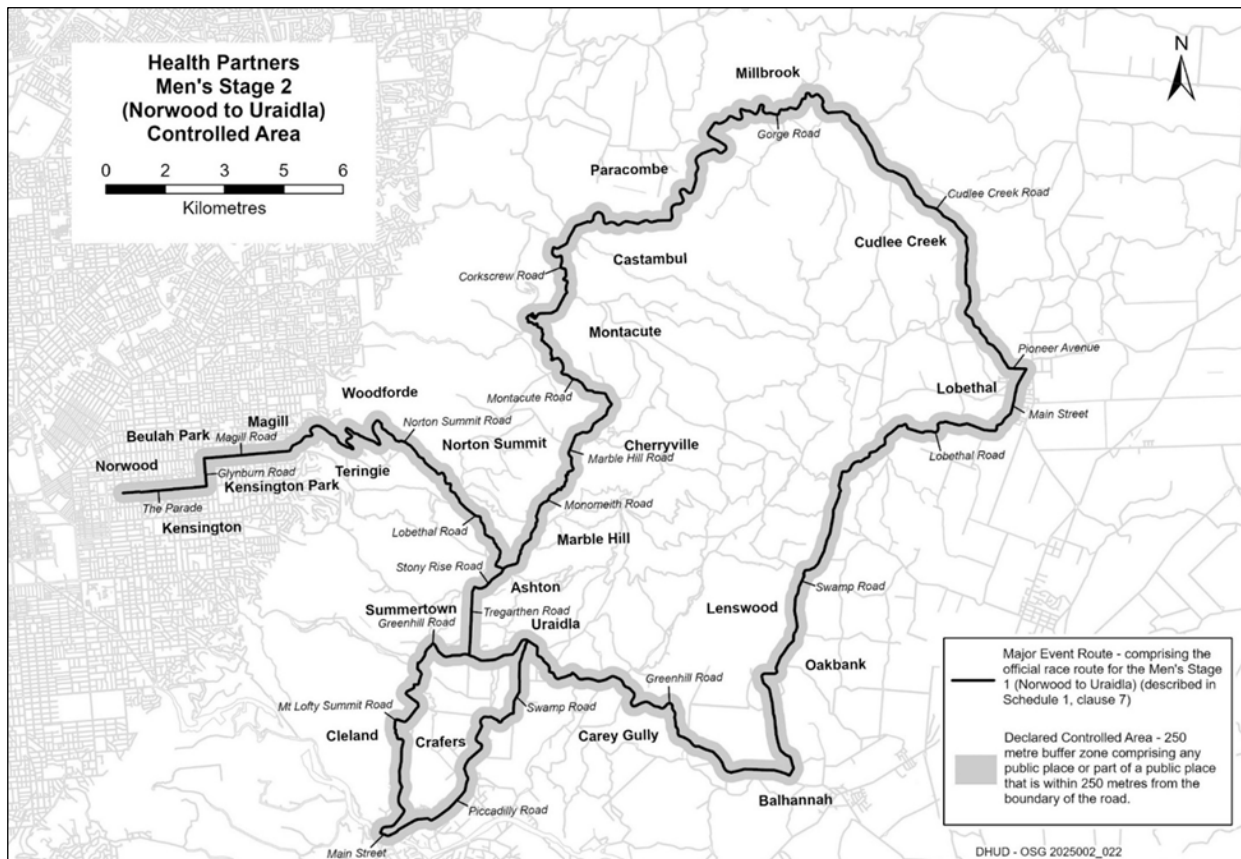 Health Partners
Men's Stage 2
(Norwood to Uraidla)
Controlled Area
0 2 3 5 6
Kilometres
N
Millbrook
Gorge Road
Paracombe
Cudlee Creek Road
Cudlee Creek
Castambul
Corkscrew Road
Montacute
Pioneer Avenue
Lobethal
Woodforde
Montacute Road
Main Street
Magill
Norton Summit Road
Beulah Park
Magill Road
Norton Summit
Cherryville
Lobethal Road
Marble Hill Road
Norwood
Glynburn Road
Teringie
Kensington Park
The Parade
Monomeith Road
Kensington
Lobethal Road
Marble Hill
Stony Rise Road
Ashton
Swamp Road
Summertown
Tregarthen Road
Lenswood
Greenhill Road
Uraidla
Oakbank
Greenhill Road
Mt Lofty Summit Road
Swamp Road
Cleland
Crafers
Carey Gully
Balhannah
Piccadilly Road
Main Street
Major Event Route - comprising the
official race route for the Men's Stage
1 (Norwood to Uraidla) (described in
Schedule 1, clause 7)
Declared Controlled Area - 250
metre buffer zone comprising any
public place or part of a public place
that is within 250 metres from the
boundary of the road.
DHUD - OSG 2025002_022